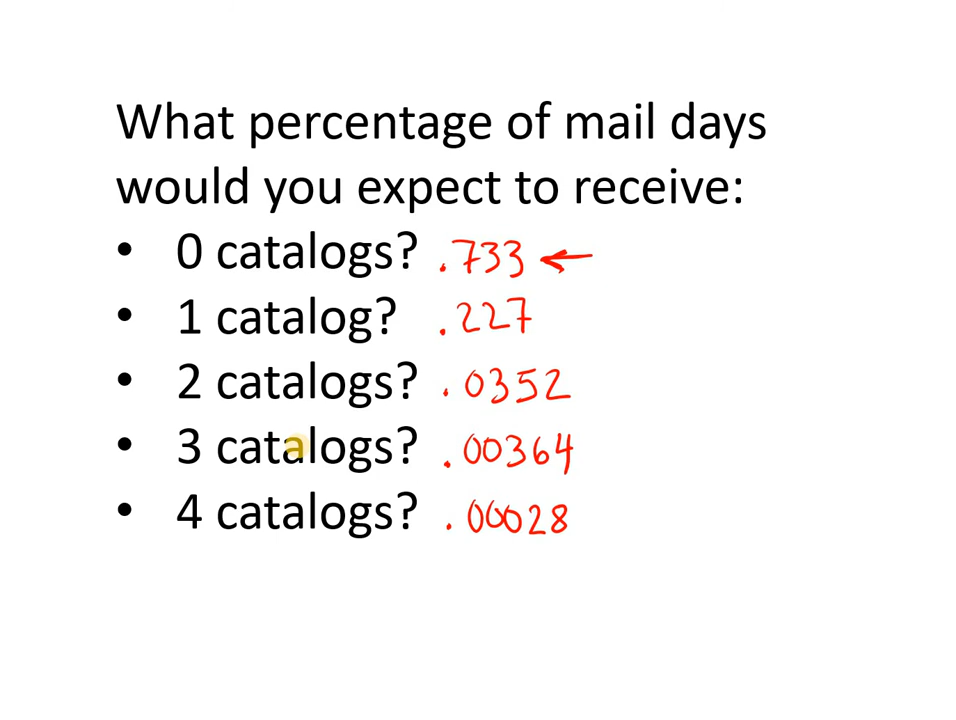 What percentage of mail days
would you expect to receive:
• 0 catalogs? .733 ←
• 1 catalog? .227
• 2 catalogs? .0352
• 3 catalogs? .00364
• 4 catalogs? .00028